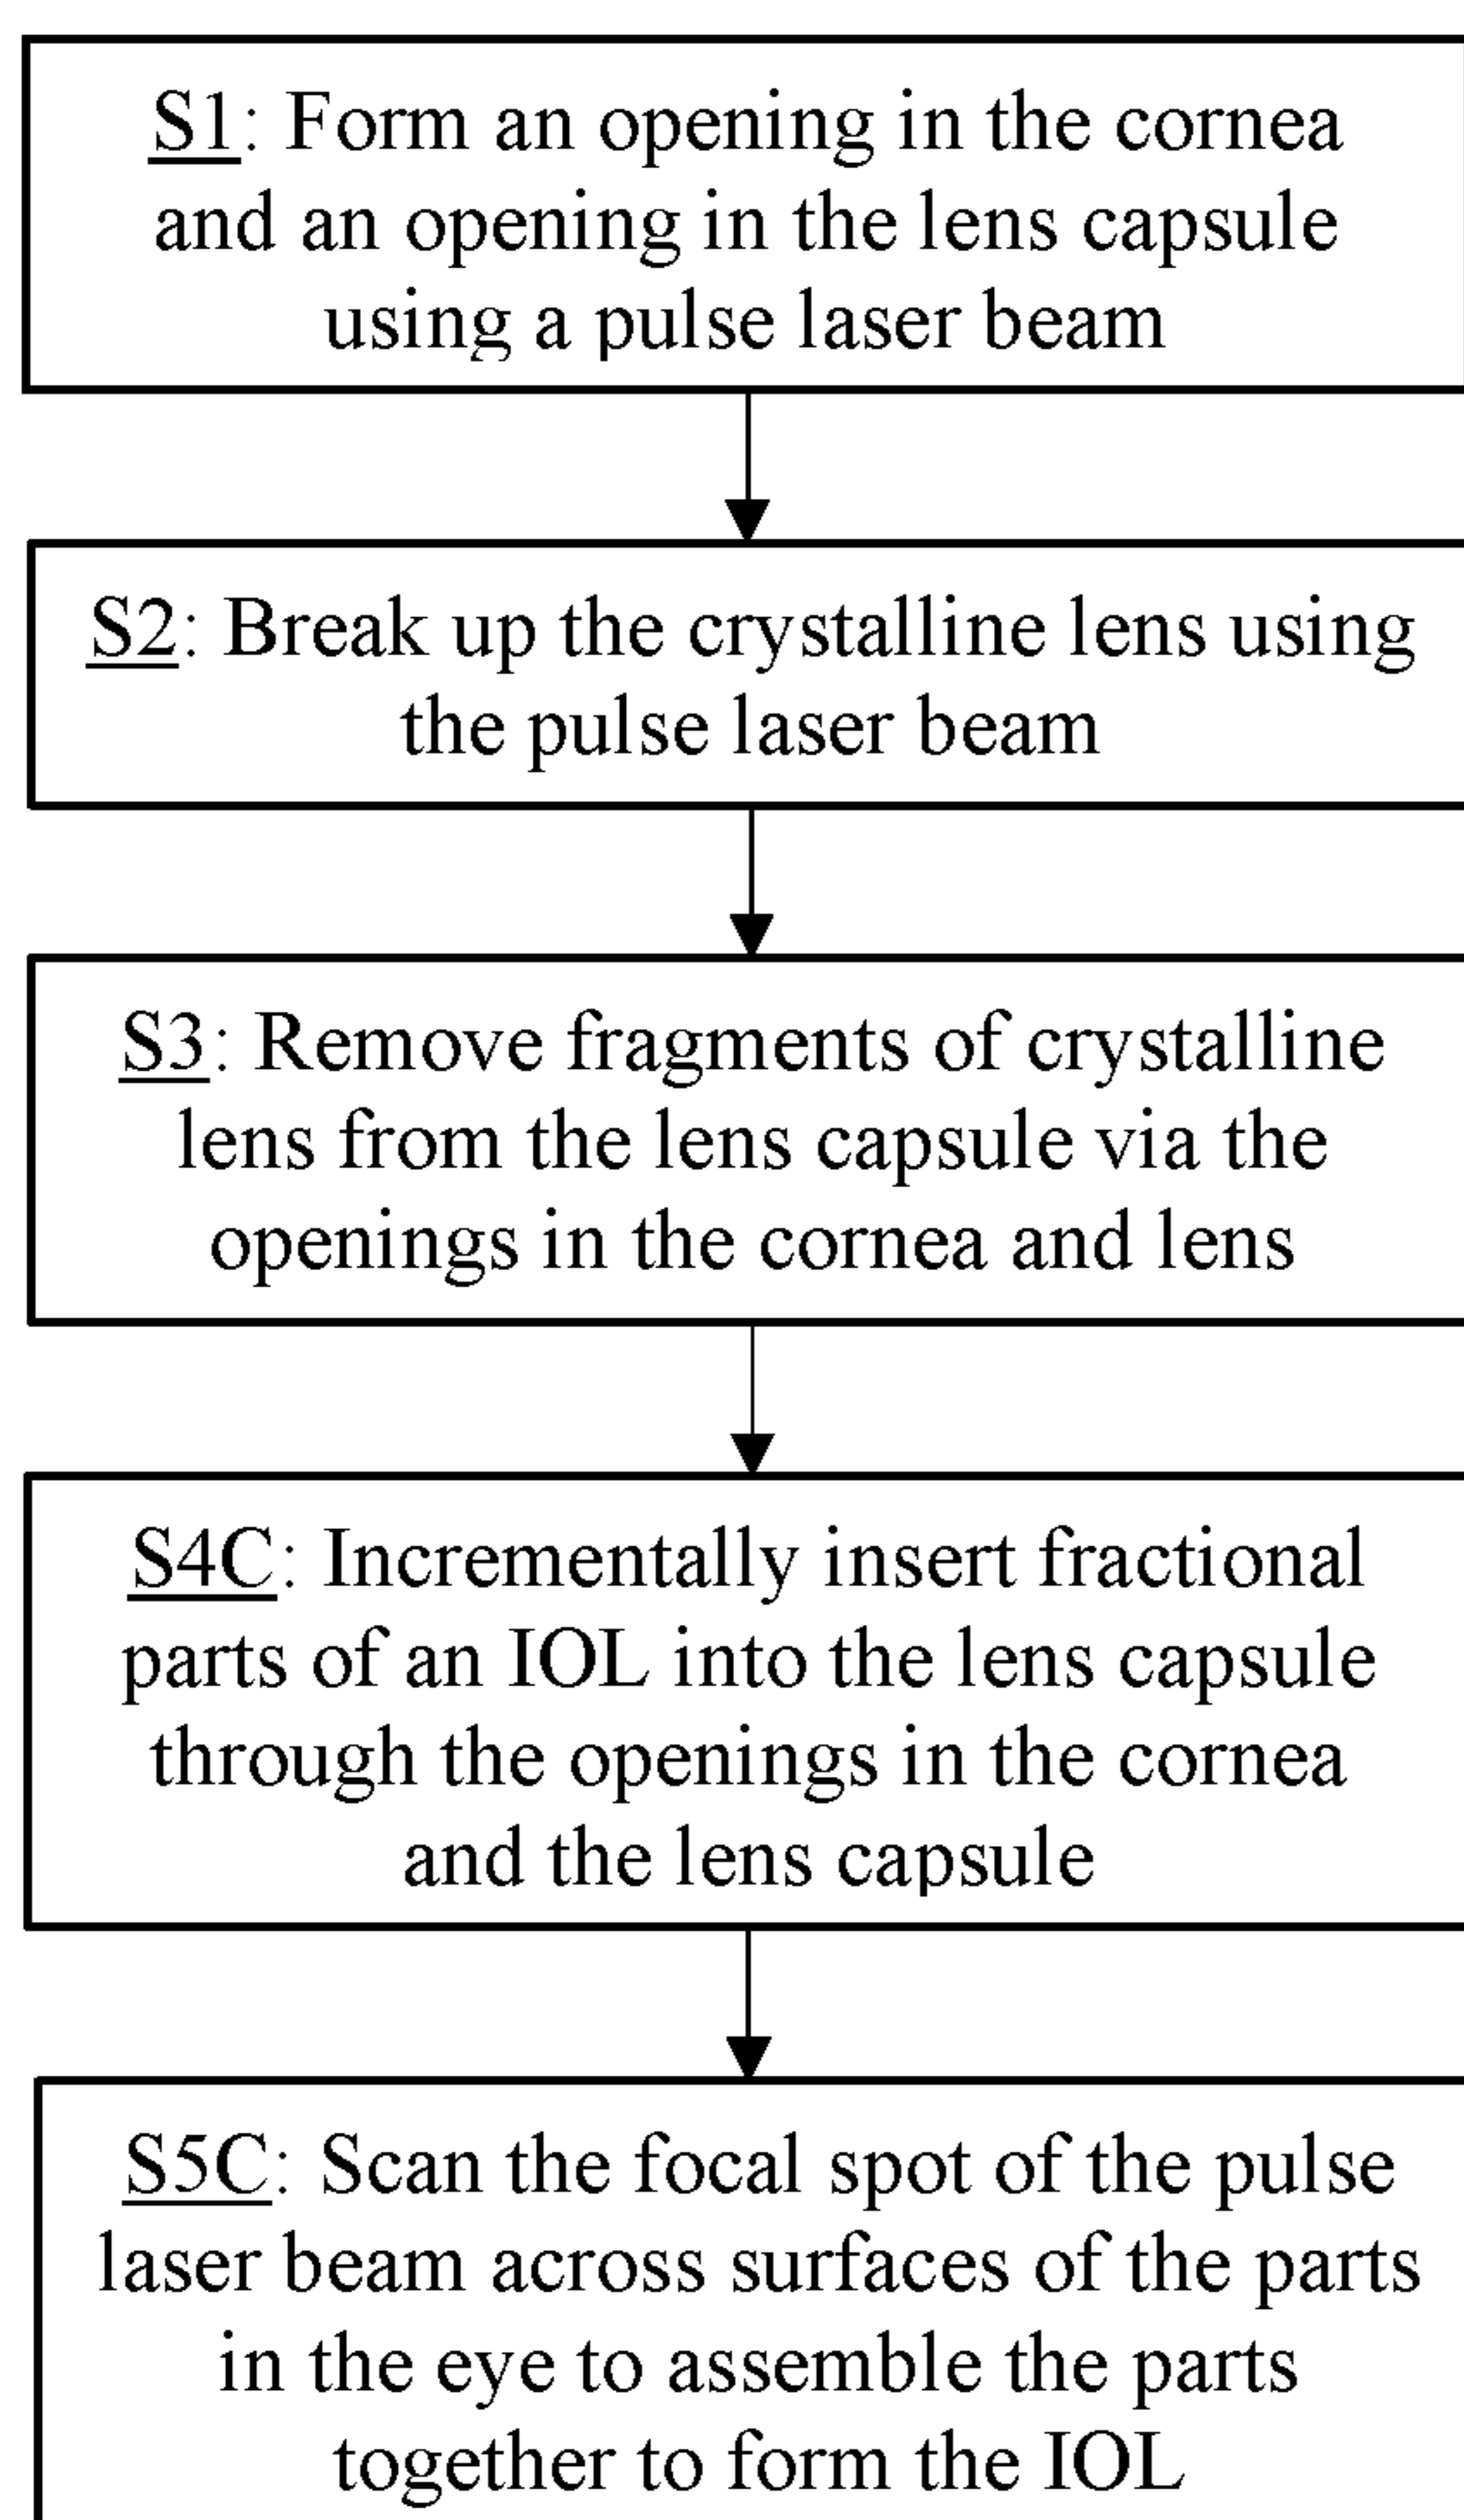 S1: Form an opening in the cornea
and an opening in the lens capsule
using a pulse laser beam
S2: Break up the crystalline lens using
the pulse laser beam
S3: Remove fragments of crystalline
lens from the lens capsule via the
openings in the cornea and lens
S4C: Incrementally insert fractional
parts of an IOL into the lens capsule
through the openings in the cornea
and the lens capsule
S5C: Scan the focal spot of the pulse
laser beam across surfaces of the parts
in the eye to assemble the parts
together to form the IOL